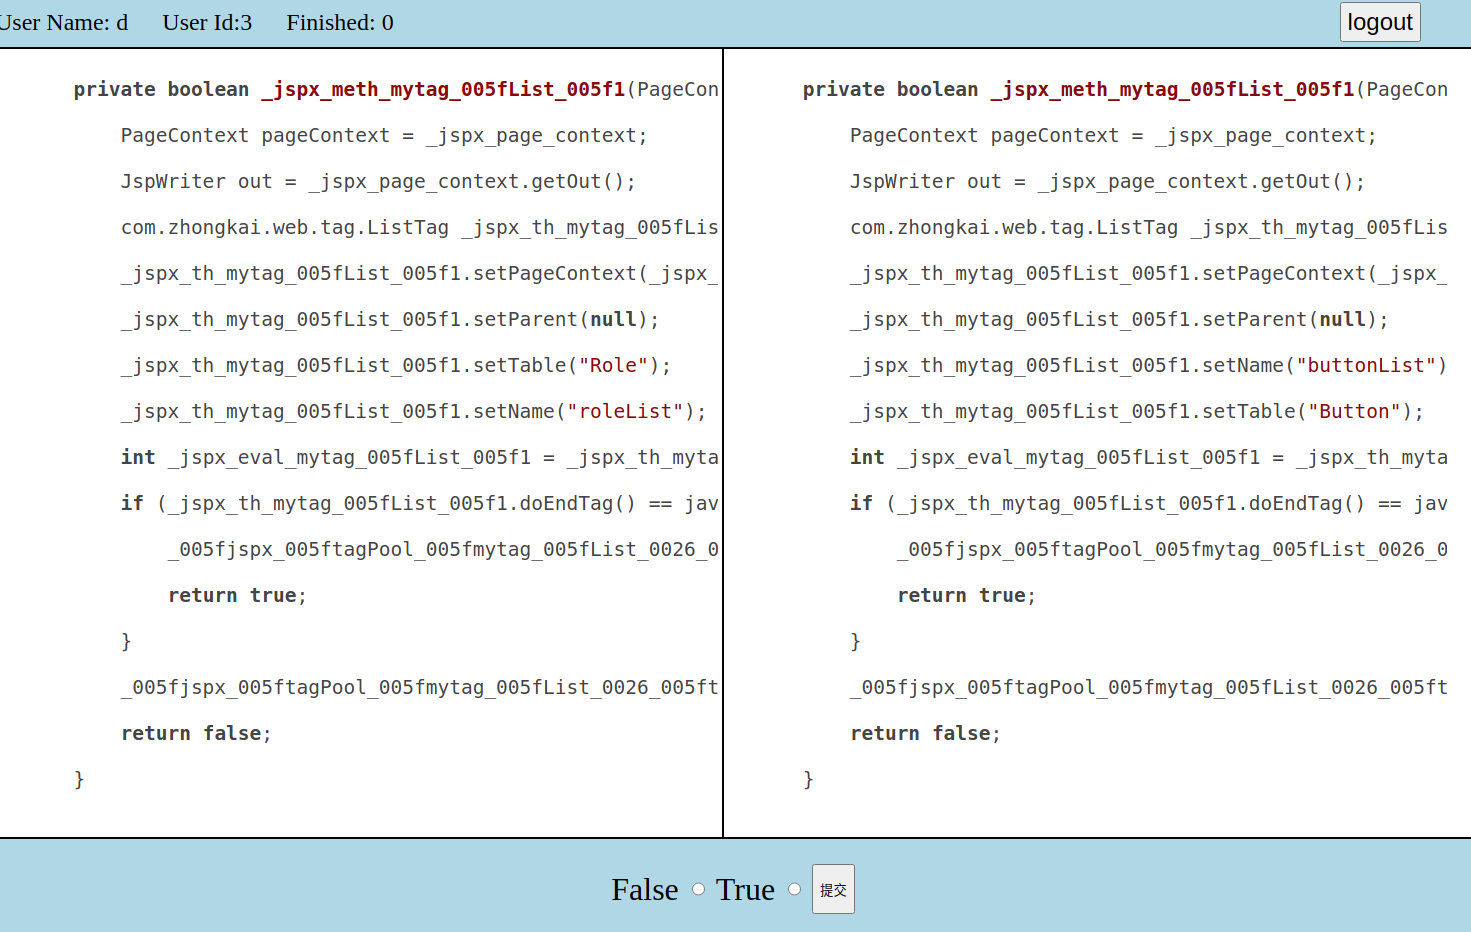 User Name: d User Id:3 Finished: 0 logout
private boolean _jspx_meth_mytag_005fList_005f1(PageCon
PageContext pageContext = _jspx_page_context;
JspWriter out = _jspx_page_context.getOut();
com.zhongkai.web.tag.ListTag _jspx_th_mytag_005fLis
_jspx_th_mytag_005fList_005f1.setPageContext(_jspx_
_jspx_th_mytag_005fList_005f1.setParent(null);
_jspx_th_mytag_005fList_005f1.setTable("Role");
_jspx_th_mytag_005fList_005f1.setName("roleList");
int _jspx_eval_mytag_005fList_005f1 = _jspx_th_myta
if (_jspx_th_mytag_005fList_005f1.doEndTag() == jav
_005fjspx_005ftagPool_005fmytag_005fList_0026_0
return true;
}
_005fjspx_005ftagPool_005fmytag_005fList_0026_005ft
return false;
}
private boolean _jspx_meth_mytag_005fList_005f1(PageCon
PageContext pageContext = _jspx_page_context;
JspWriter out = _jspx_page_context.getOut();
com.zhongkai.web.tag.ListTag _jspx_th_mytag_005fLis
_jspx_th_mytag_005fList_005f1.setPageContext(_jspx_
_jspx_th_mytag_005fList_005f1.setParent(null);
_jspx_th_mytag_005fList_005f1.setName("buttonList")
_jspx_th_mytag_005fList_005f1.setTable("Button");
int _jspx_eval_mytag_005fList_005f1 = _jspx_th_myta
if (_jspx_th_mytag_005fList_005f1.doEndTag() == jav
_005fjspx_005ftagPool_005fmytag_005fList_0026_0
return true;
}
_005fjspx_005ftagPool_005fmytag_005fList_0026_005ft
return false;
}
False True 提交